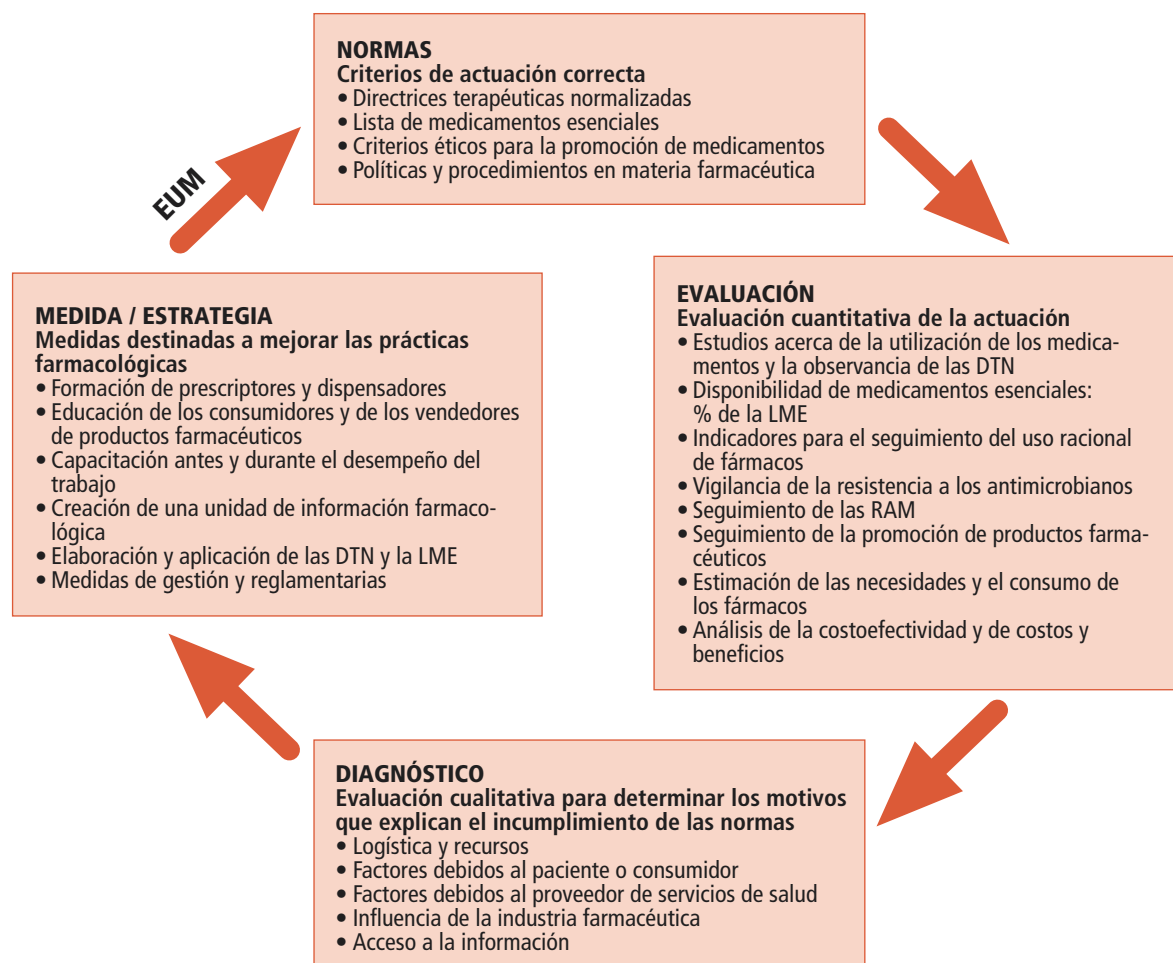 NORMAS
Criterios de actuación correcta
• Directrices terapéuticas normalizadas
• Lista de medicamentos esenciales
• Criterios éticos para la promoción de medicamentos
• Políticas y procedimientos en materia farmacéutica
EUM
EVALUACIÓN
Evaluación cuantitativa de la actuación
• Estudios acerca de la utilización de los medica-
mentos y la observancia de las DTN
• Disponibilidad de medicamentos esenciales:
% de la LME
• Indicadores para el seguimiento del uso racional
de fármacos
• Vigilancia de la resistencia a los antimicrobianos
• Seguimiento de las RAM
• Seguimiento de la promoción de productos farma-
céuticos
• Estimación de las necesidades y el consumo de
los fármacos
• Análisis de la costoefectividad y de costos y
beneficios
DIAGNÓSTICO
Evaluación cualitativa para determinar los motivos
que explican el incumplimiento de las normas
• Logística y recursos
• Factores debidos al paciente o consumidor
• Factores debidos al proveedor de servicios de salud
• Influencia de la industria farmacéutica
• Acceso a la información
MEDIDA / ESTRATEGIA
Medidas destinadas a mejorar las prácticas
farmacológicas
• Formación de prescriptores y dispensadores
• Educación de los consumidores y de los vendedores
de productos farmacéuticos
• Capacitación antes y durante el desempeño del
trabajo
• Creación de una unidad de información farmaco-
lógica
• Elaboración y aplicación de las DTN y la LME
• Medidas de gestión y reglamentarias